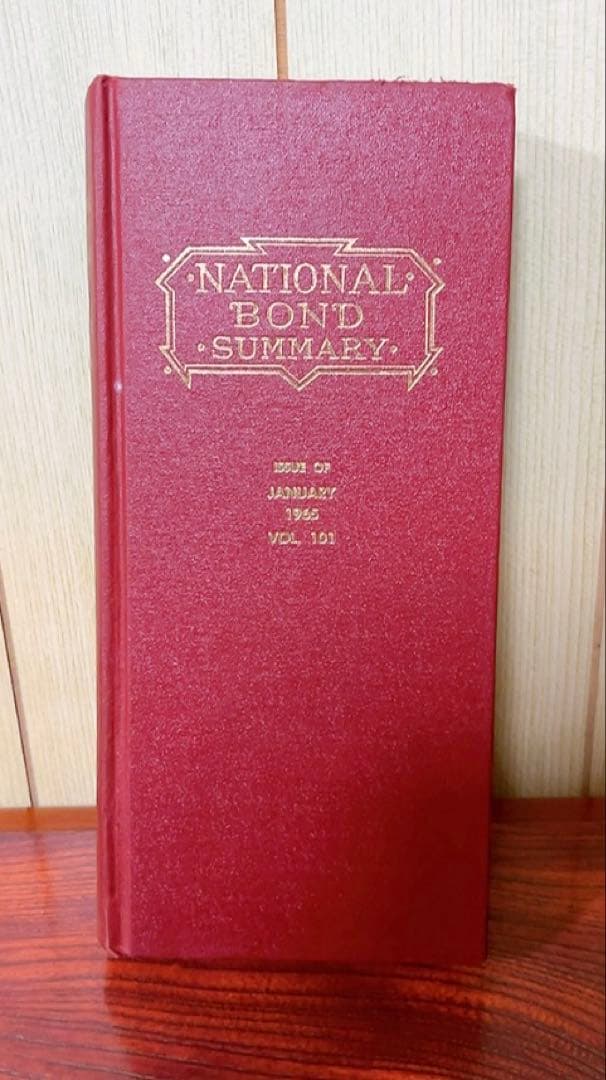 ·NATIONAL·
BOND
·SUMMARY·
ISSUE OF
JANUARY
1965
VOL. 101